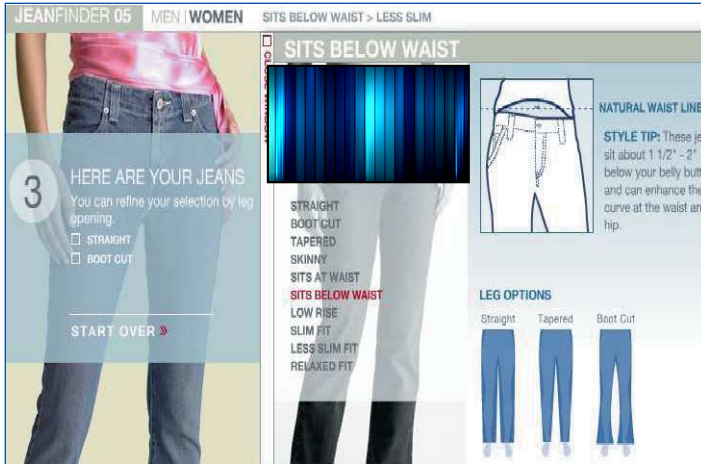 JEANFINDER 05 MEN | WOMEN SITS BELOW WAIST > LESS SLIM
3
HERE ARE YOUR JEANS
You can refine your selection by leg
opening.
STRAIGHT
BOOT CUT
START OVER »
SITS BELOW WAIST
STRAIGHT
BOOT CUT
TAPERED
SKINNY
SITS AT WAIST
SITS BELOW WAIST
LOW RISE
SLIM FIT
LESS SLIM FIT
RELAXED FIT
NATURAL WAIST LINE
STYLE TIP: These je
sit about 1 1/2" - 2"
below your belly butt
and can enhance the
curve at the waist an
hip.
LEG OPTIONS
Straight Tapered Boot Cut